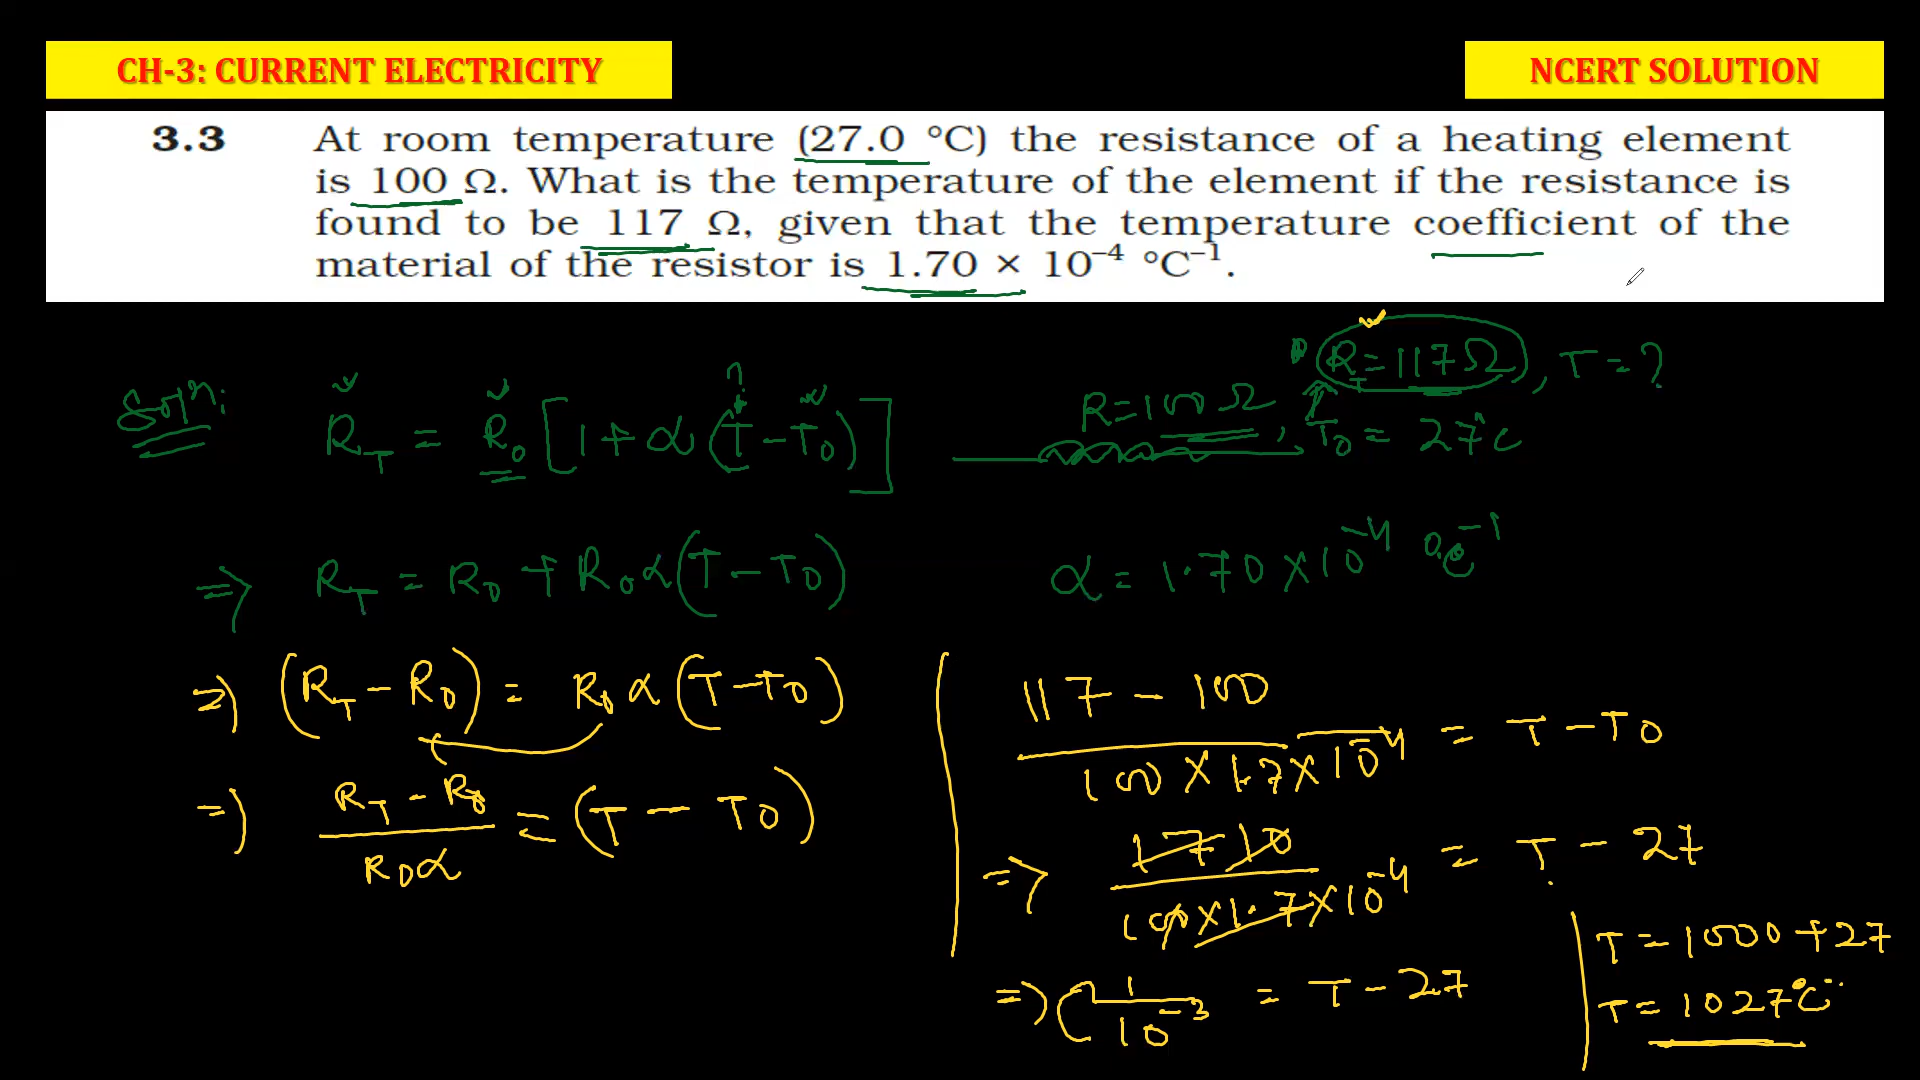 CH-3: CURRENT ELECTRICITY
NCERT SOLUTION
3.3 At room temperature (27.0 °C) the resistance of a heating element
is 100 Ω. What is the temperature of the element if the resistance is
found to be 117 Ω, given that the temperature coefficient of the
material of the resistor is 1.70 × 10⁻⁴ °C⁻¹.
Soln:
R_T = R_0 [1 + α (T - T_0)]
⇒ R_T = R_0 + R_0 α (T - T_0)
⇒ (R_T - R_0) = R_0 α (T - T_0)
⇒ (R_T - R_0) / (R_0 α) = (T - T_0)
R_T = 117 Ω, T = ?
R = 100 Ω, T_0 = 27°C
α = 1.70 × 10⁻⁴ °C⁻¹
(117 - 100) / (100 × 1.7 × 10⁻⁴) = T - T_0
⇒ 17 10 / (100 × 1.7 × 10⁻⁴) = T - 27
⇒ 1 / 10⁻³ = T - 27
T = 1000 + 27
T = 1027°C